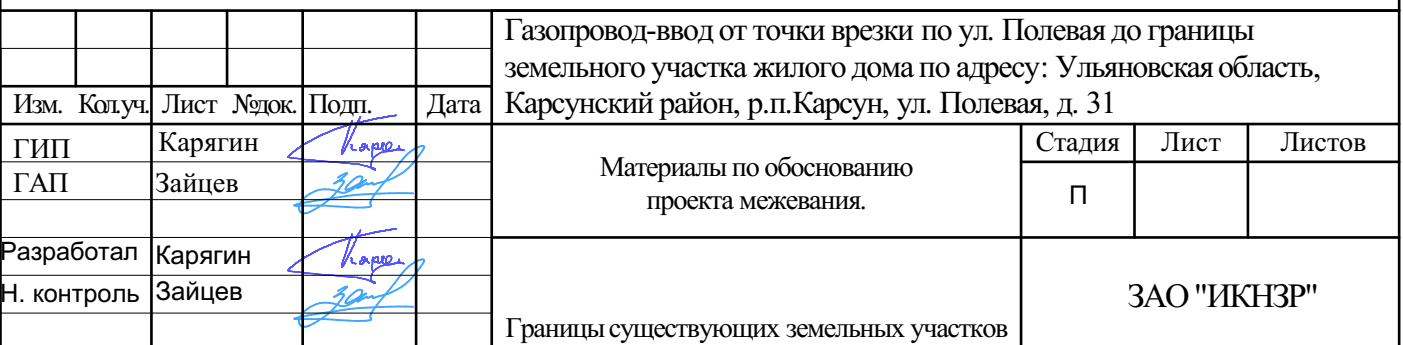 Газопровод-ввод от точки врезки по ул. Полевая до границы
земельного участка жилого дома по адресу: Ульяновская область,
Карсунский район, р.п.Карсун, ул. Полевая, д. 31
Изм. Кол.уч. Лист №док. Подп. Дата
ГИП Карягин
ГАП Зайцев
Материалы по обоснованию
проекта межевания.
Стадия Лист Листов
П
Разработал Карягин
Н. контроль Зайцев
Границы существующих земельных участков
ЗАО "ИКНЗР"